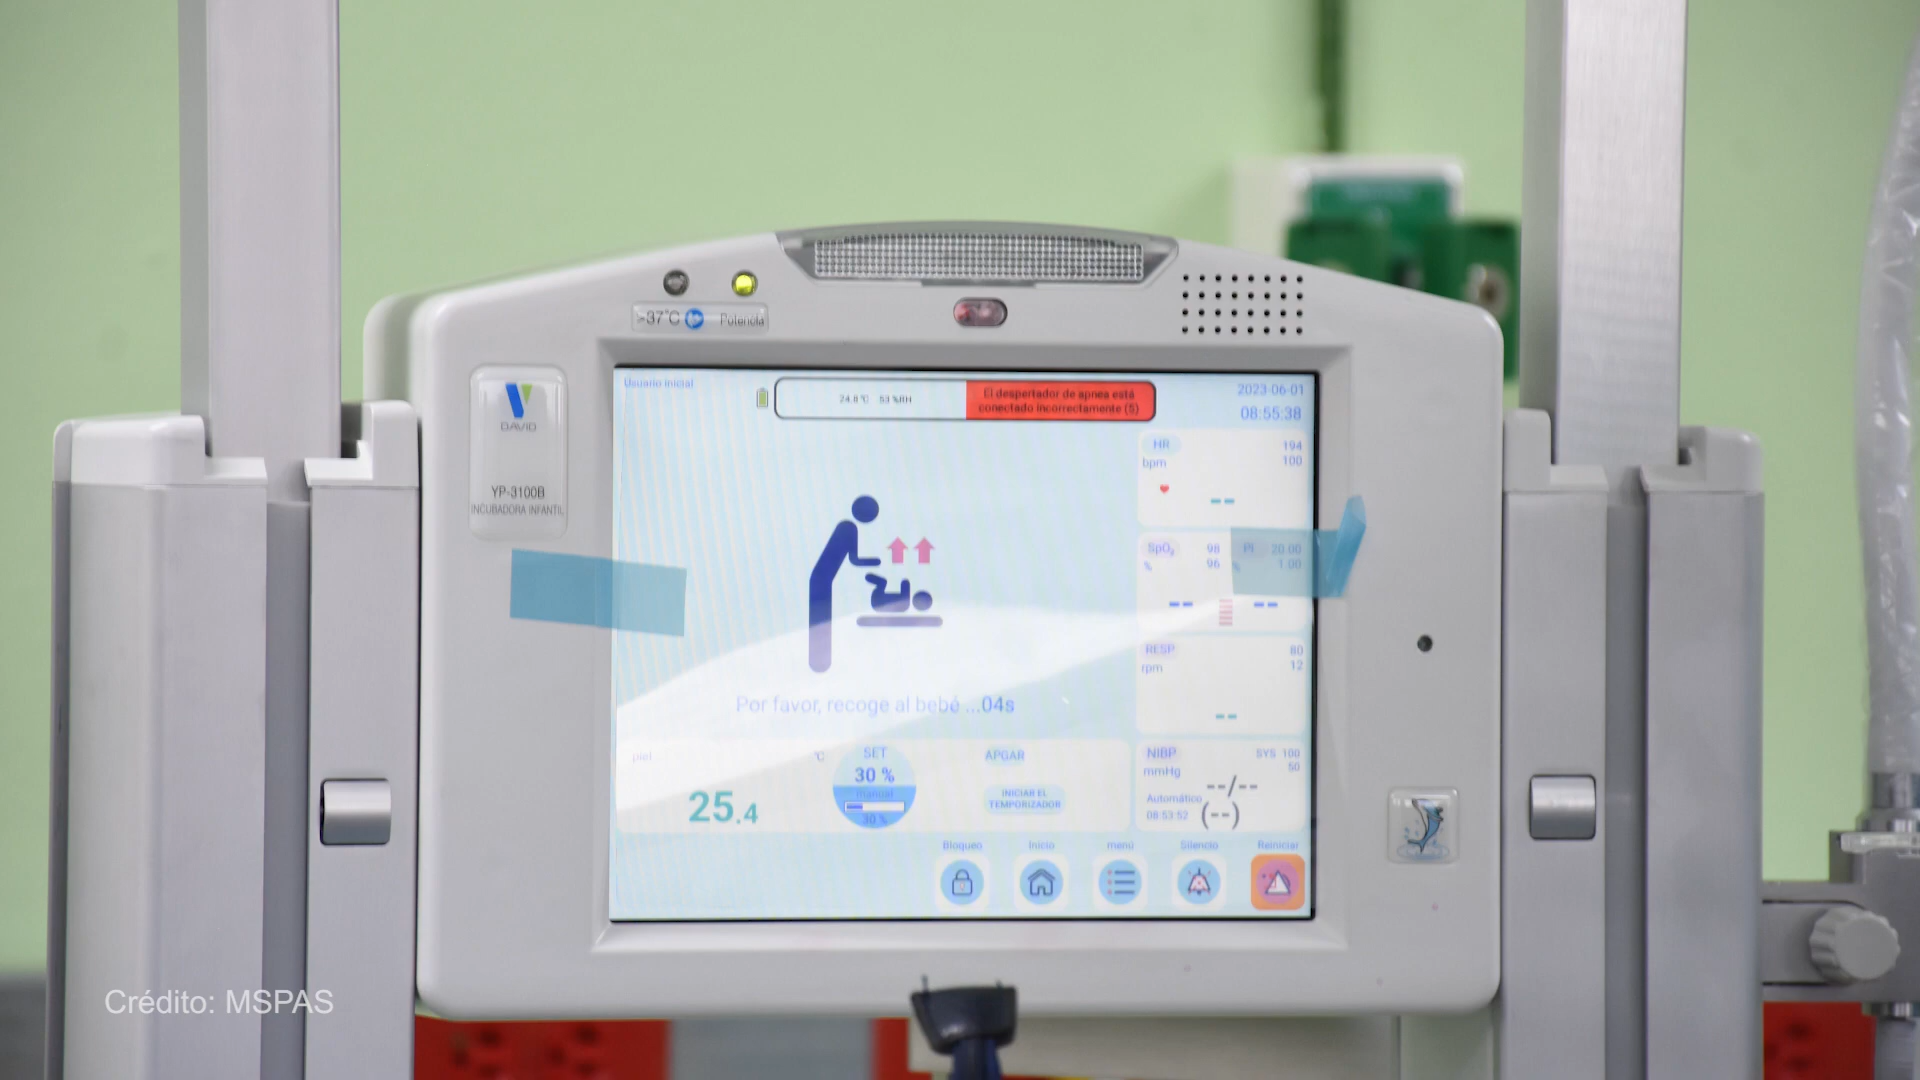 >37°C
Potencia
DAVID
YP-3100B
INCUBADORA INFANTIL
Usuario inicial
24.8 °C 53 %RH
El despertador de apnea está
conectado incorrectamente (5)
2023-06-01
08:55:38
HR 194
bpm 100
--
SpO₂ 98 PI 20.00
% 96 % 1.00
-- --
RESP 80
rpm 12
--
Por favor, recoge al bebé ...04s
piel °C
25.4
SET
30 %
manual
30 %
APGAR
INICIAR EL
TEMPORIZADOR
NIBP SYS 100
mmHg 50
--/--
Automático
08:53:52 (--)
Bloqueo Inicio menú Silencio Reiniciar
Crédito: MSPAS